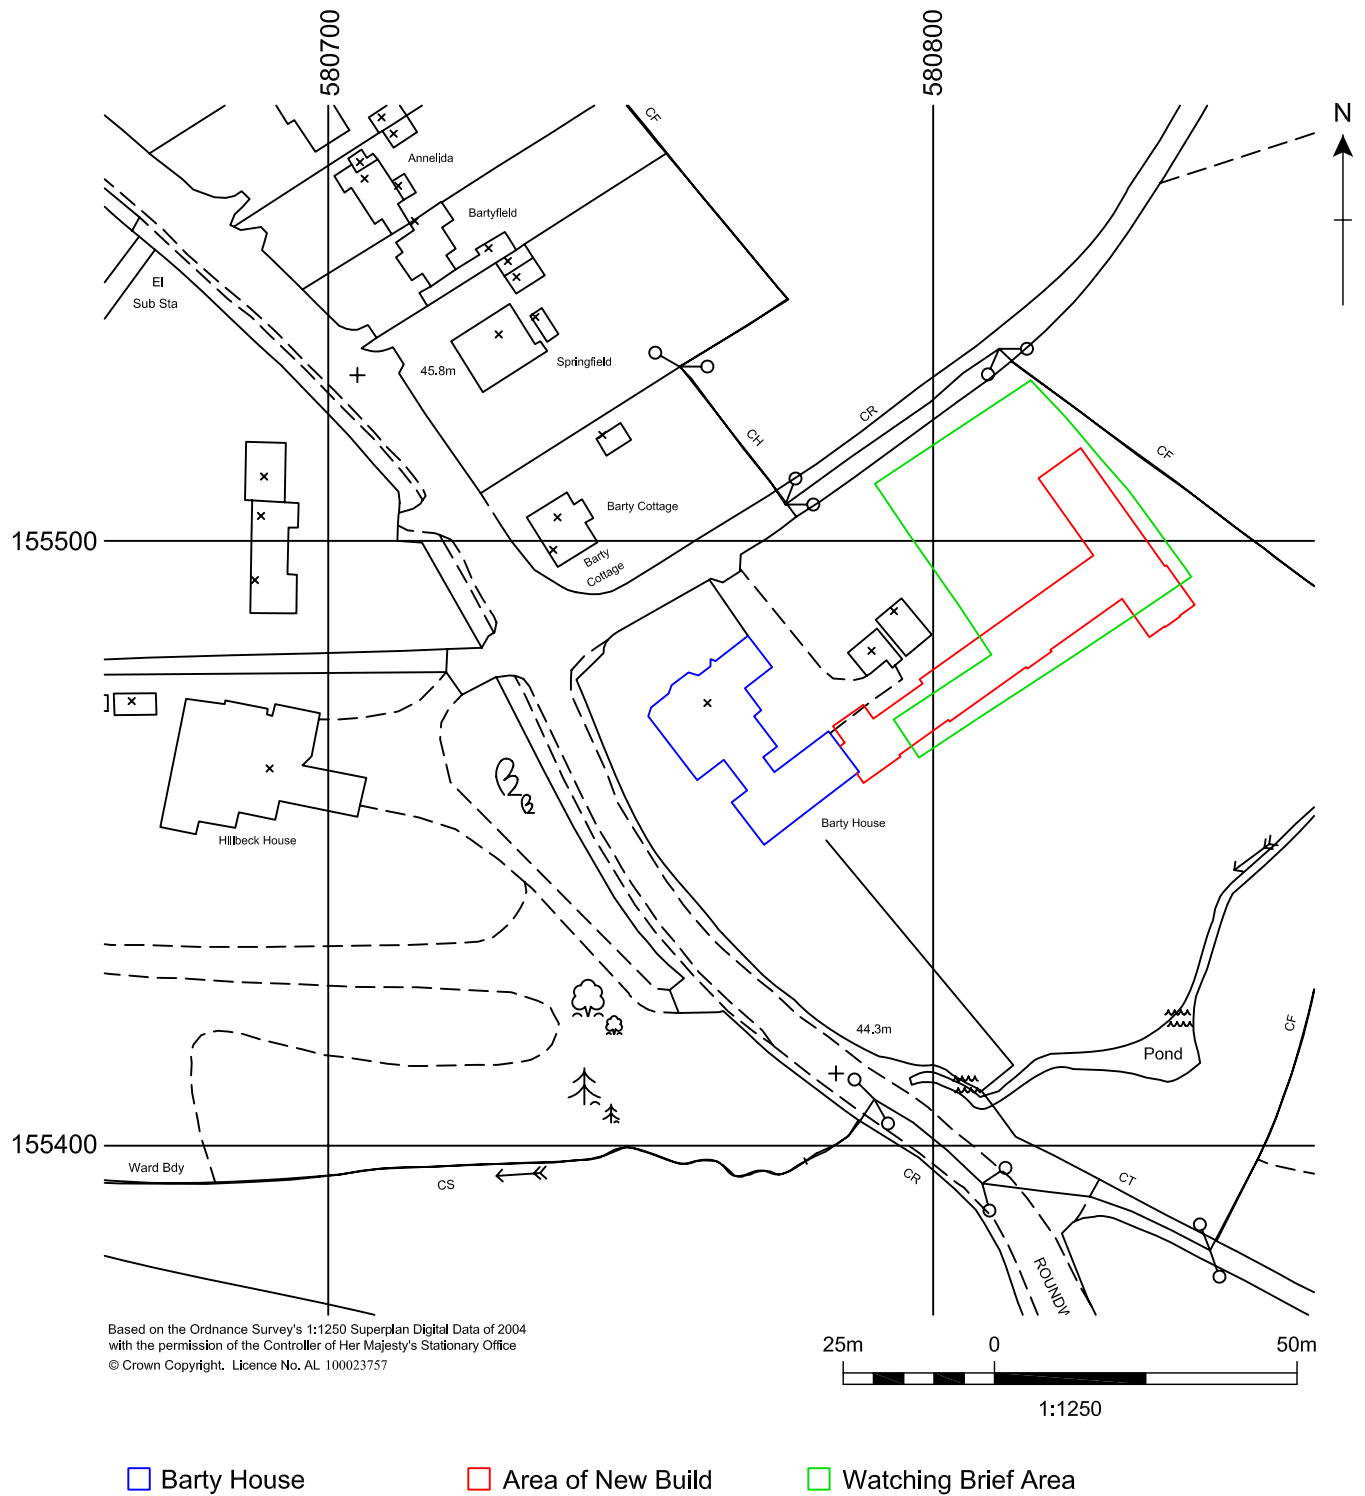 580700
580800
N
CF
Annelida
Bartyfield
El
Sub Sta
Springfield
45.8m
CR
CH
CF
Barty Cottage
155500
Barty
Cottage
Barty House
Hillbeck House
44.3m
Pond
CF
155400
Ward Bdy
CS
CR
CT
ROUNDW
Based on the Ordnance Survey's 1:1250 Superplan Digital Data of 2004
with the permission of the Controller of Her Majesty's Stationary Office
© Crown Copyright. Licence No. AL 100023757
25m 0 50m
1:1250
Barty House
Area of New Build
Watching Brief Area